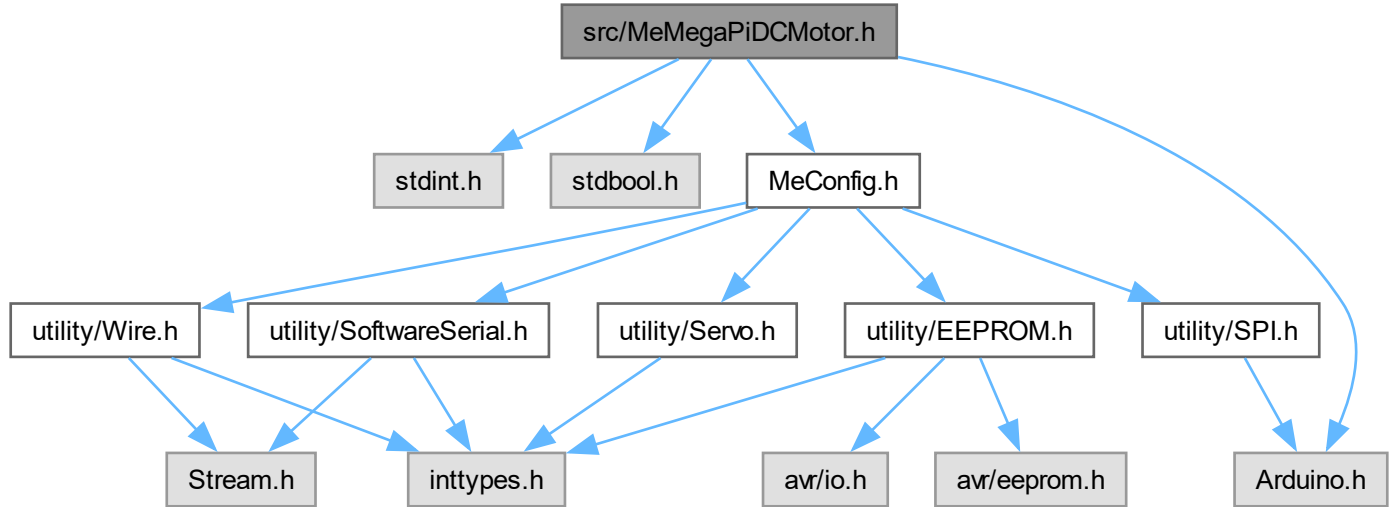 src/MeMegaPiDCMotor.h
stdint.h
stdbool.h
MeConfig.h
utility/Wire.h
utility/SoftwareSerial.h
utility/Servo.h
utility/EEPROM.h
utility/SPI.h
Stream.h
inttypes.h
avr/io.h
avr/eeprom.h
Arduino.h